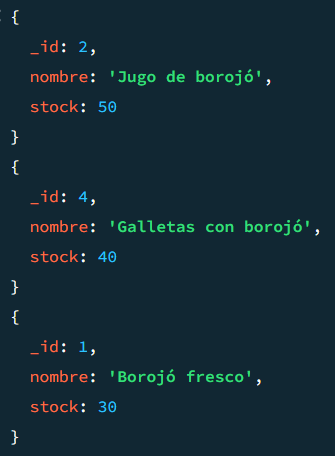 {
_id: 2,
nombre: 'Jugo de borojó',
stock: 50
}
{
_id: 4,
nombre: 'Galletas con borojó',
stock: 40
}
{
_id: 1,
nombre: 'Borojó fresco',
stock: 30
}